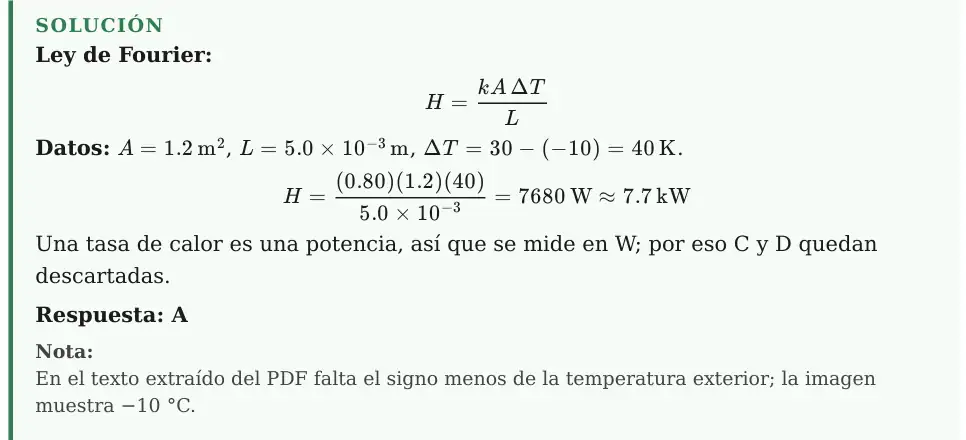 SOLUCIÓN
Ley de Fourier:
H = kA ΔT / L
Datos: A = 1.2 m², L = 5.0 × 10⁻³ m, ΔT = 30 − (−10) = 40 K.
H = (0.80)(1.2)(40) / 5.0 × 10⁻³ = 7680 W ≈ 7.7 kW
Una tasa de calor es una potencia, así que se mide en W; por eso C y D quedan
descartadas.
Respuesta: A
Nota:
En el texto extraído del PDF falta el signo menos de la temperatura exterior; la imagen
muestra −10 °C.